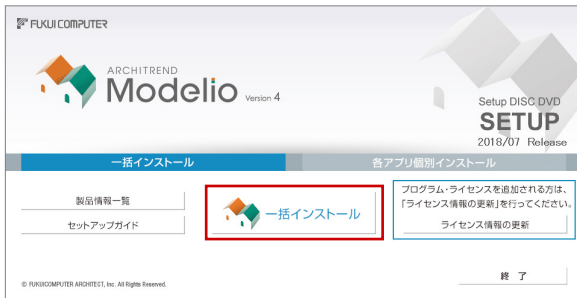 FUKUI COMPUTER
ARCHITREND
Modelio Version 4
Setup DISC DVD
SETUP
2018/07 Release
一括インストール
各アプリ個別インストール
製品情報一覧
セットアップガイド
一括インストール
プログラム・ライセンスを追加される方は、
「ライセンス情報の更新」を行ってください。
ライセンス情報の更新
終 了
© FUKUICOMPUTER ARCHITECT, Inc. All Rights Reserved.